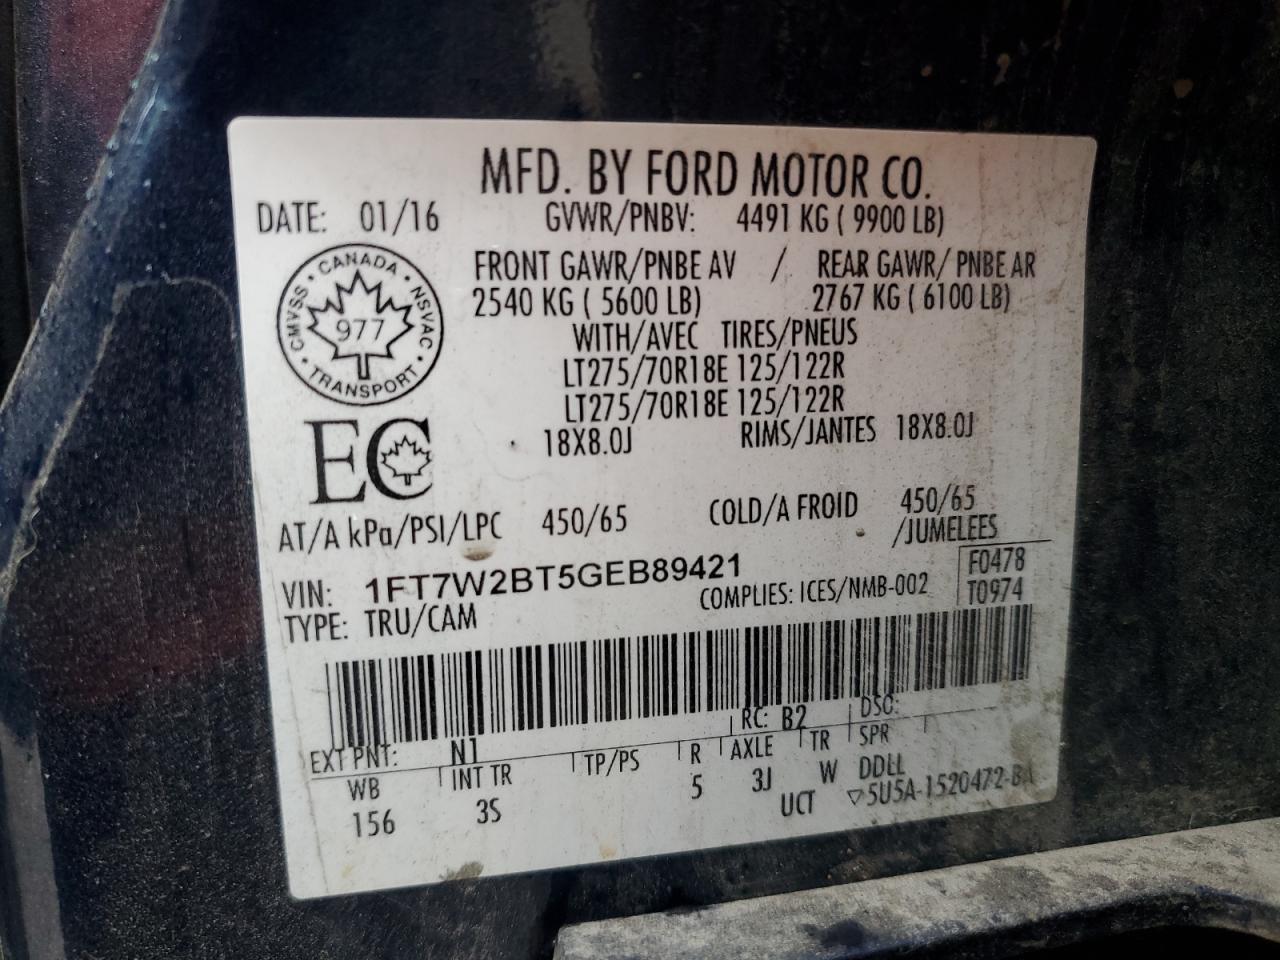 MFD. BY FORD MOTOR CO.
DATE: 01/16 GVWR/PNBV: 4491 KG ( 9900 LB)
FRONT GAWR/PNBE AV / REAR GAWR/ PNBE AR
2540 KG ( 5600 LB) 2767 KG ( 6100 LB)
WITH/AVEC TIRES/PNEUS
LT275/70R18E 125/122R
LT275/70R18E 125/122R
18X8.0J RIMS/JANTES 18X8.0J
CANADA · NSVAC · TRANSPORT · CMVSS ·
977
EC
AT/A kPa/PSI/LPC 450/65 COLD/A FROID 450/65
/JUMELEES
VIN: 1FT7W2BT5GEB89421
F0478
TYPE: TRU/CAM COMPLIES: ICES/NMB-002
T0974
EXT PNT: N1 RC: B2 DSO:
WB INT TR TP/PS R AXLE TR SPR
156 3S 5 3J W DDLL
UCT ▽5U5A-1520472-BA